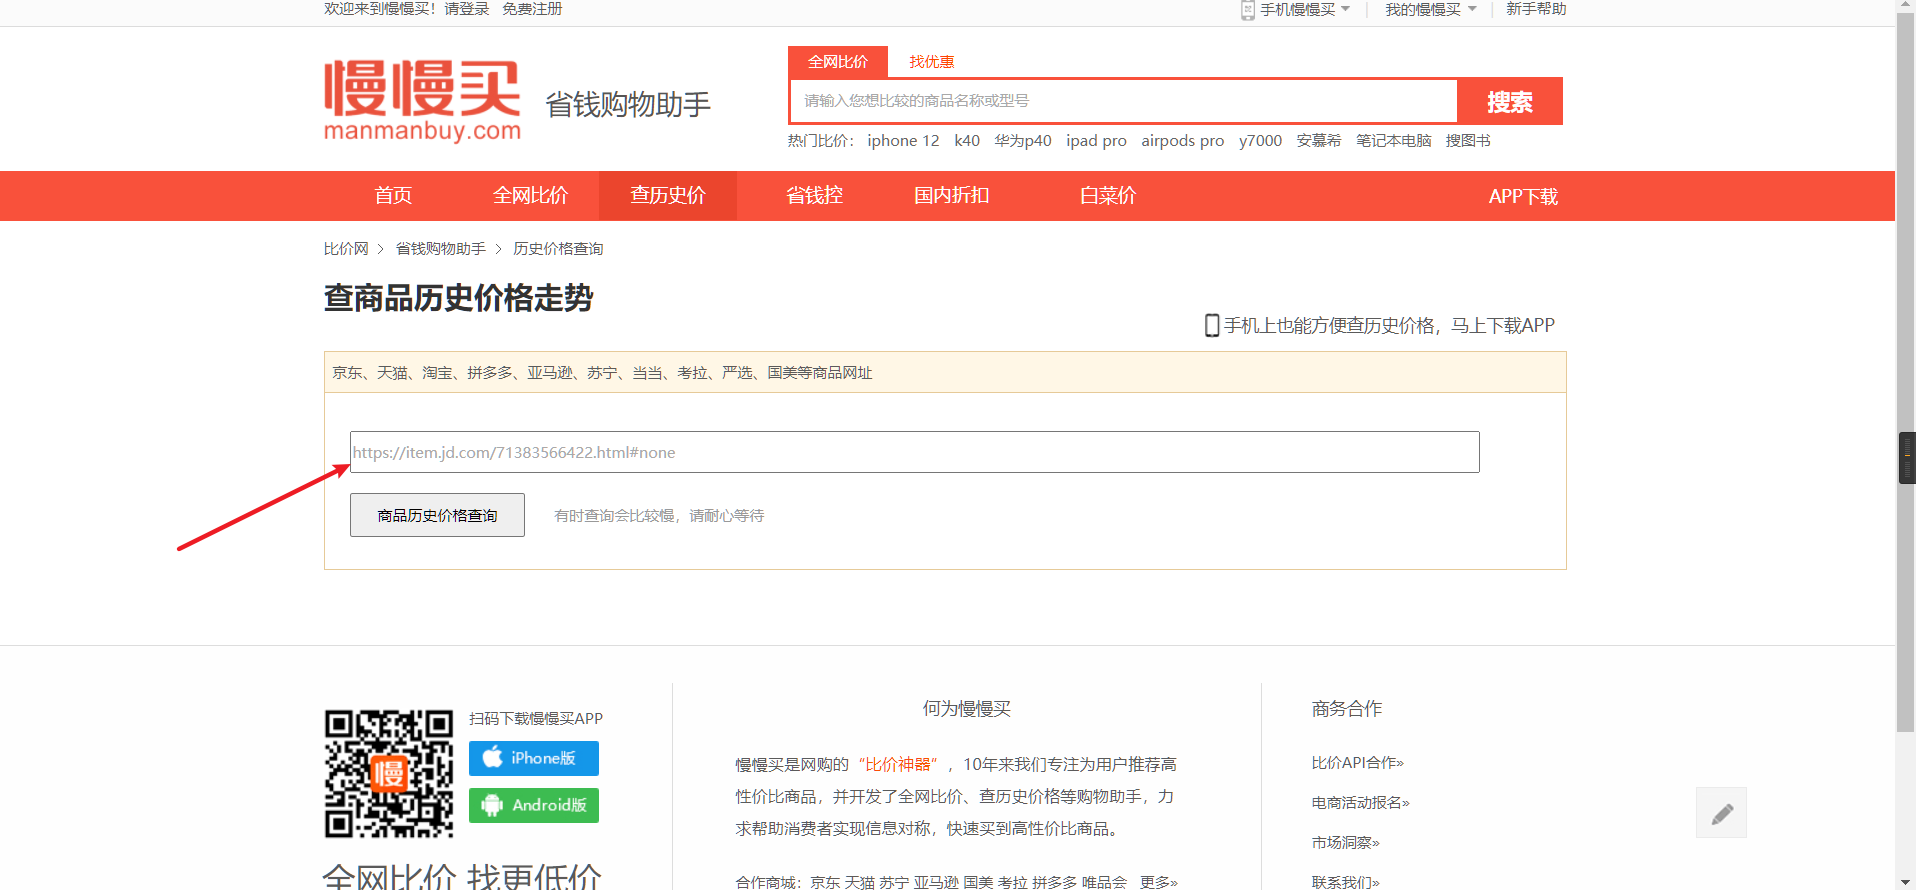 欢迎来到慢慢买！请登录 免费注册
手机慢慢买 我的慢慢买 新手帮助
慢慢买
manmanbuy.com
省钱购物助手
全网比价 找优惠
请输入您想比较的商品名称或型号 搜索
热门比价： iphone 12 k40 华为p40 ipad pro airpods pro y7000 安慕希 笔记本电脑 搜图书
首页 全网比价 查历史价 省钱控 国内折扣 白菜价 APP下载
比价网 > 省钱购物助手 > 历史价格查询
查商品历史价格走势
手机上也能方便查历史价格，马上下载APP
京东、天猫、淘宝、拼多多、亚马逊、苏宁、当当、考拉、严选、国美等商品网址
https://item.jd.com/71383566422.html#none
商品历史价格查询 有时查询会比较慢，请耐心等待
扫码下载慢慢买APP
iPhone版
Android版
慢
全网比价 找更低价
何为慢慢买
慢慢买是网购的“比价神器”，10年来我们专注为用户推荐高
性价比商品，并开发了全网比价、查历史价格等购物助手，力
求帮助消费者实现信息对称，快速买到高性价比商品。
合作商城：京东 天猫 苏宁 亚马逊 国美 考拉 拼多多 唯品会 更多»
商务合作
比价API合作»
电商活动报名»
市场洞察»
联系我们»